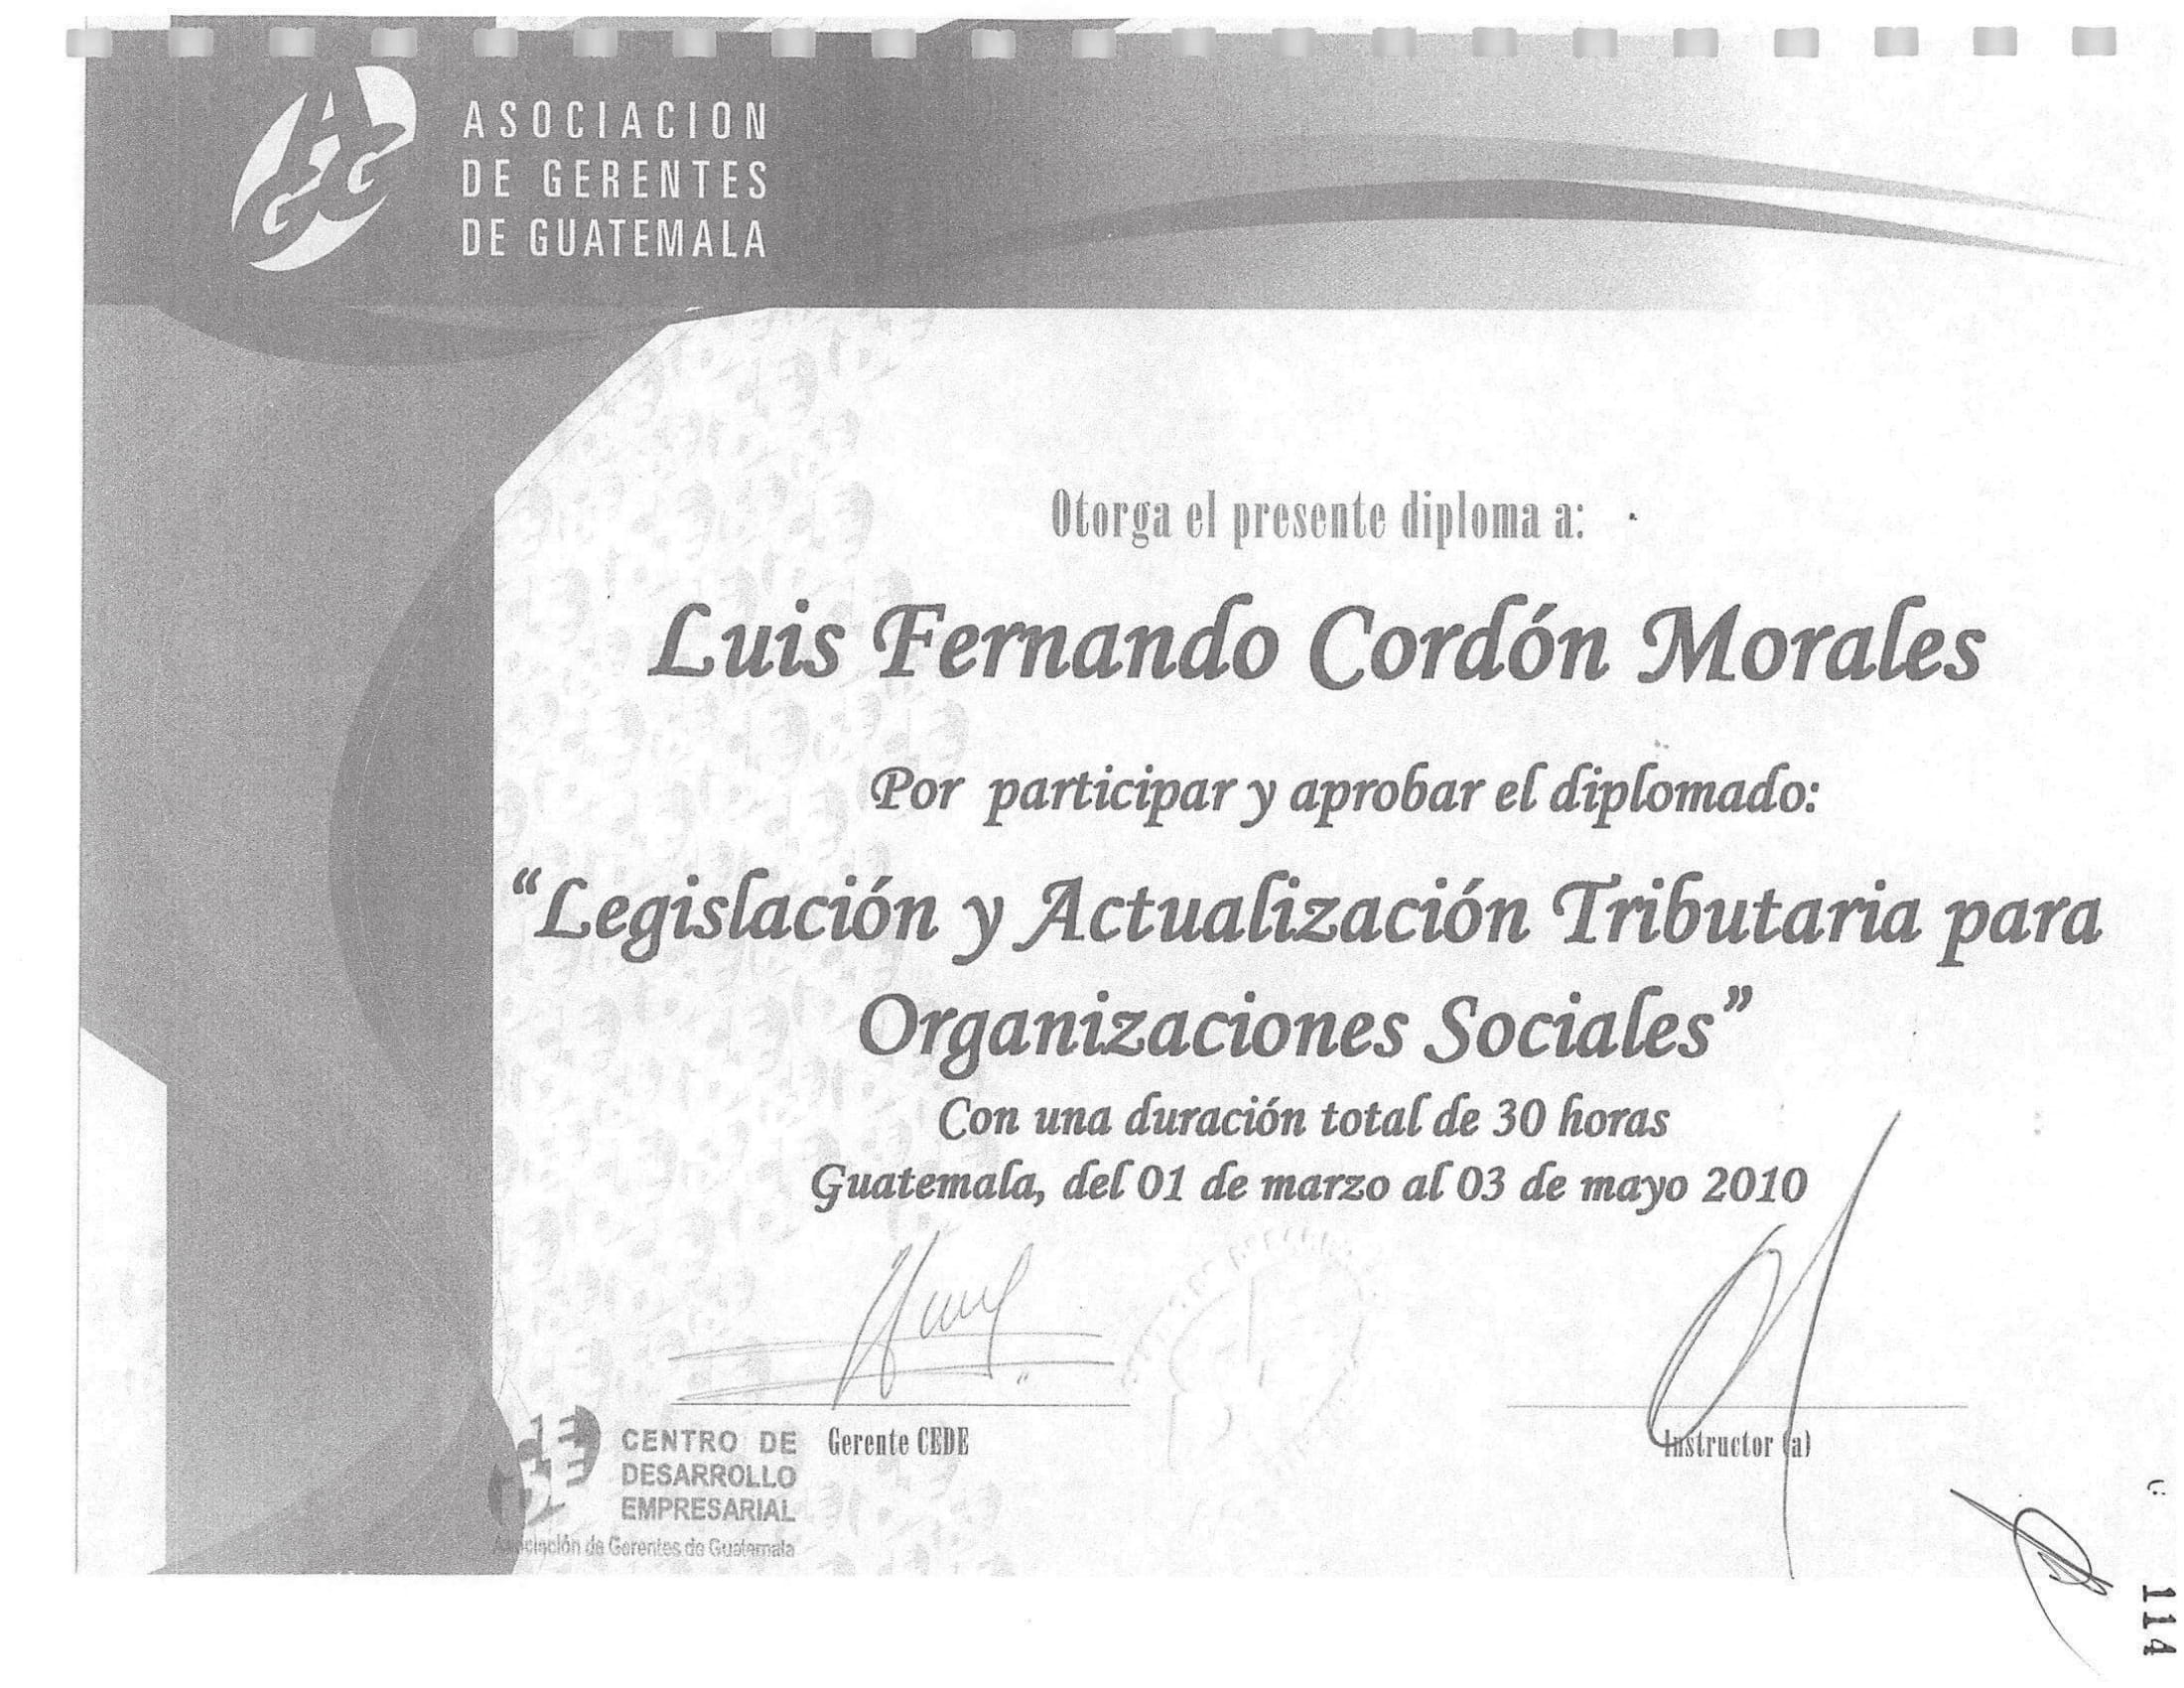 ASOCIACION
DE GERENTES
DE GUATEMALA
Otorga el presente diploma a:
Luis Fernando Cordón Morales
Por participar y aprobar el diplomado:
"Legislación y Actualización Tributaria para
Organizaciones Sociales"
Con una duración total de 30 horas
Guatemala, del 01 de marzo al 03 de mayo 2010
Gerente CEDE
Instructor (a)
CENTRO DE
DESARROLLO
EMPRESARIAL
Asociación de Gerentes de Guatemala
114